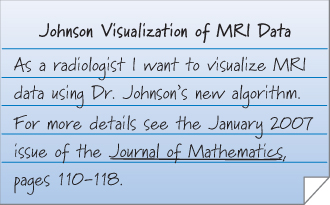 Johnson Visualization of MRI Data
As a radiologist I want to visualize MRI
data using Dr. Johnson's new algorithm.
For more details see the January 2007
issue of the Journal of Mathematics,
pages 110-118.